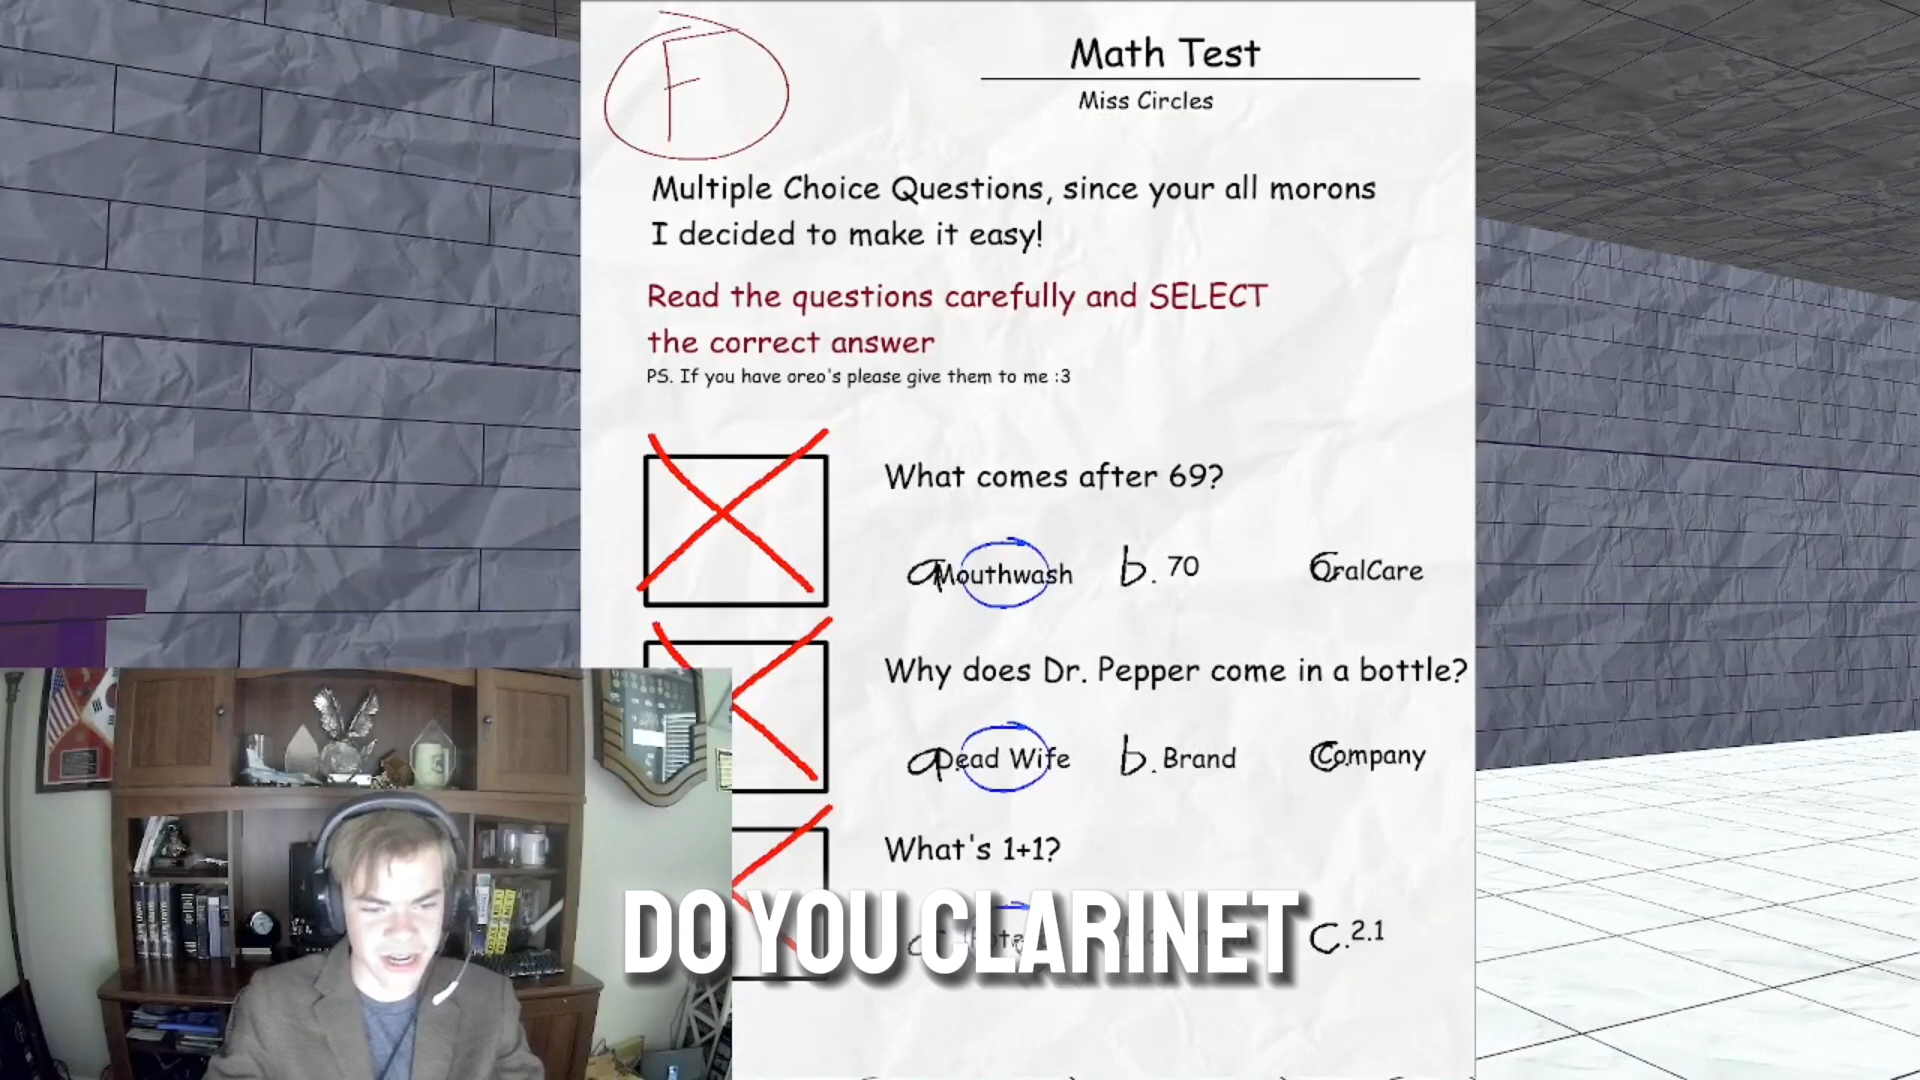 F
Math Test
Miss Circles
Multiple Choice Questions, since your all morons
I decided to make it easy!
Read the questions carefully and SELECT
the correct answer
PS. If you have oreo's please give them to me :3
What comes after 69?
a. Mouthwash b. 70 c. OralCare
Why does Dr. Pepper come in a bottle?
a. Dead Wife b. Brand c. Company
What's 1+1?
c. 2.1
DO YOU CLARINET